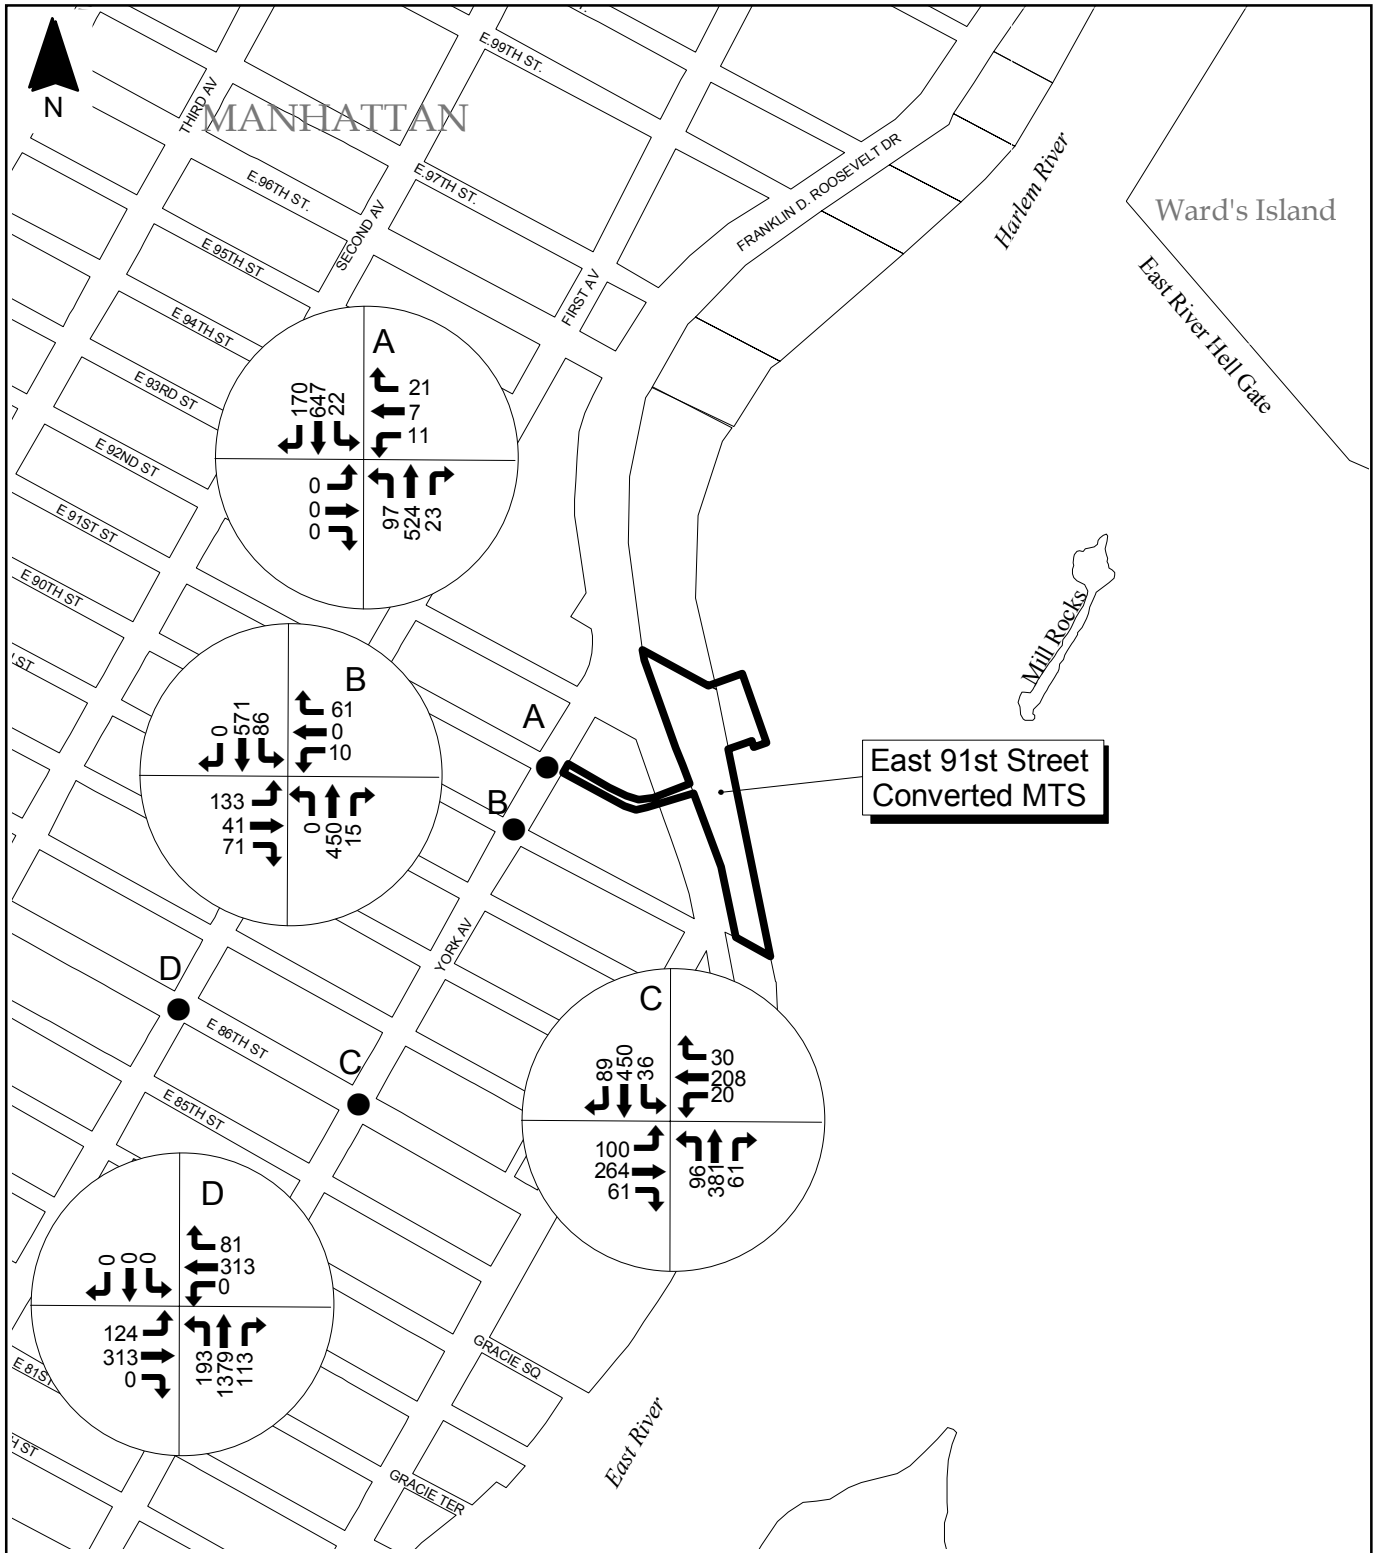 N
MANHATTAN
THIRD AV
E.99TH ST.
E.97TH ST.
E.96TH ST.
SECOND AV
E 95TH ST
FIRST AV
E 94TH ST
E 93RD ST
E 92ND ST
E 91ST ST
E 90TH ST
FRANKLIN D. ROOSEVELT DR
Harlem River
Ward's Island
East River Hell Gate
Mill Rocks
A
170
647
22
21
7
11
0
0
0
97
524
23
B
0
571
86
61
0
10
133
41
71
0
450
15
A
B
East 91st Street
Converted MTS
YORK AV
D
E 86TH ST
C
E 85TH ST
C
89
450
36
30
208
20
100
264
61
96
381
61
D
0
0
0
81
313
0
124
313
0
193
1379
113
E 81ST
GRACIE SQ
GRACIE TER
East River